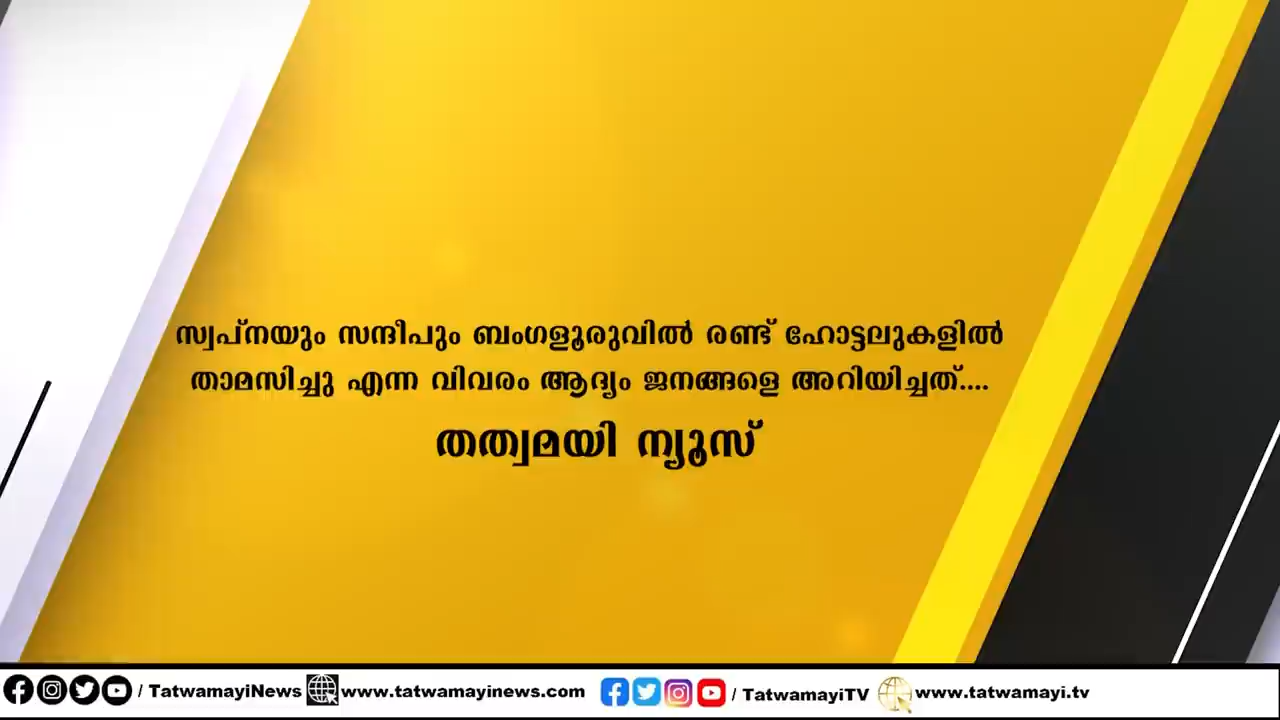 സ്വപ്നയും സന്ദീപും ബംഗളൂരുവിൽ രണ്ട് ഹോട്ടലുകളിൽ
താമസിച്ചു എന്ന വിവരം ആദ്യം ജനങ്ങളെ അറിയിച്ചത്....
തത്വമയി ന്യൂസ്
/ TatwamayiNews www.tatwamayinews.com / TatwamayiTV www.tatwamayi.tv